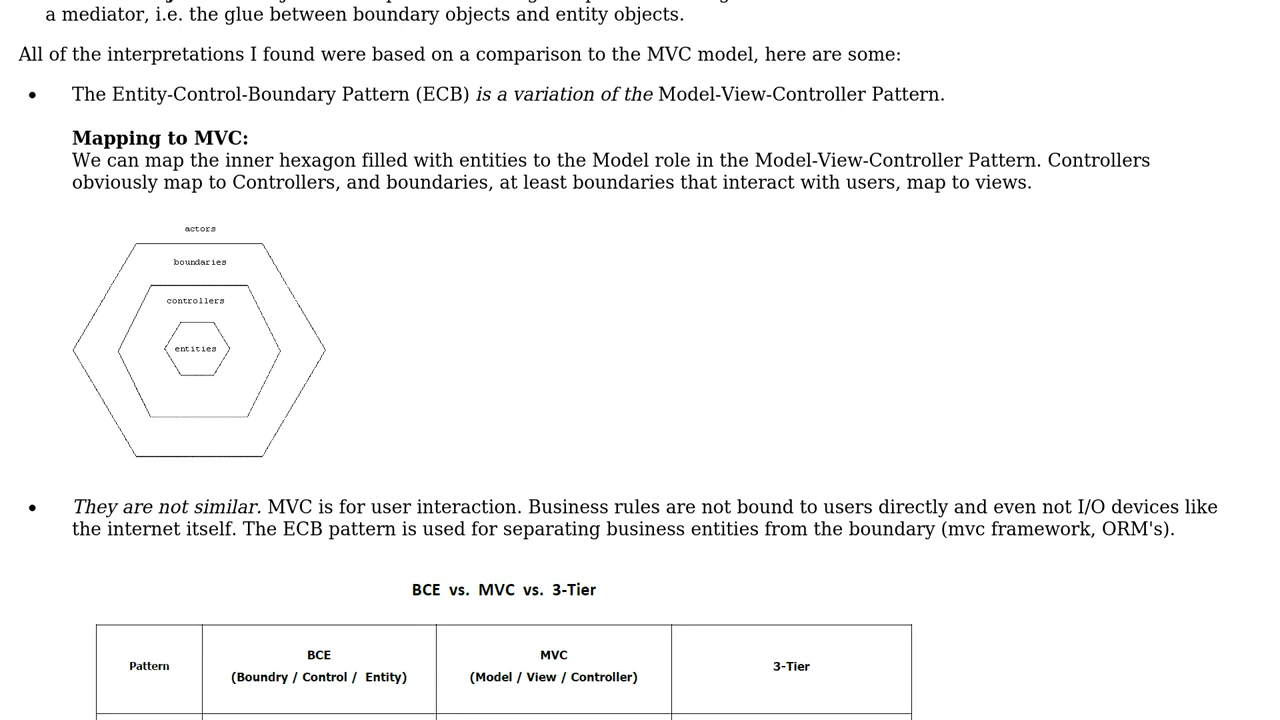 a mediator, i.e. the glue between boundary objects and entity objects.
All of the interpretations I found were based on a comparison to the MVC model, here are some:
• The Entity-Control-Boundary Pattern (ECB) is a variation of the Model-View-Controller Pattern.
Mapping to MVC:
We can map the inner hexagon filled with entities to the Model role in the Model-View-Controller Pattern. Controllers
obviously map to Controllers, and boundaries, at least boundaries that interact with users, map to views.
actors
boundaries
controllers
entities
• They are not similar. MVC is for user interaction. Business rules are not bound to users directly and even not I/O devices like
the internet itself. The ECB pattern is used for separating business entities from the boundary (mvc framework, ORM's).
BCE vs. MVC vs. 3-Tier
Pattern
BCE
(Boundry / Control / Entity)
MVC
(Model / View / Controller)
3-Tier